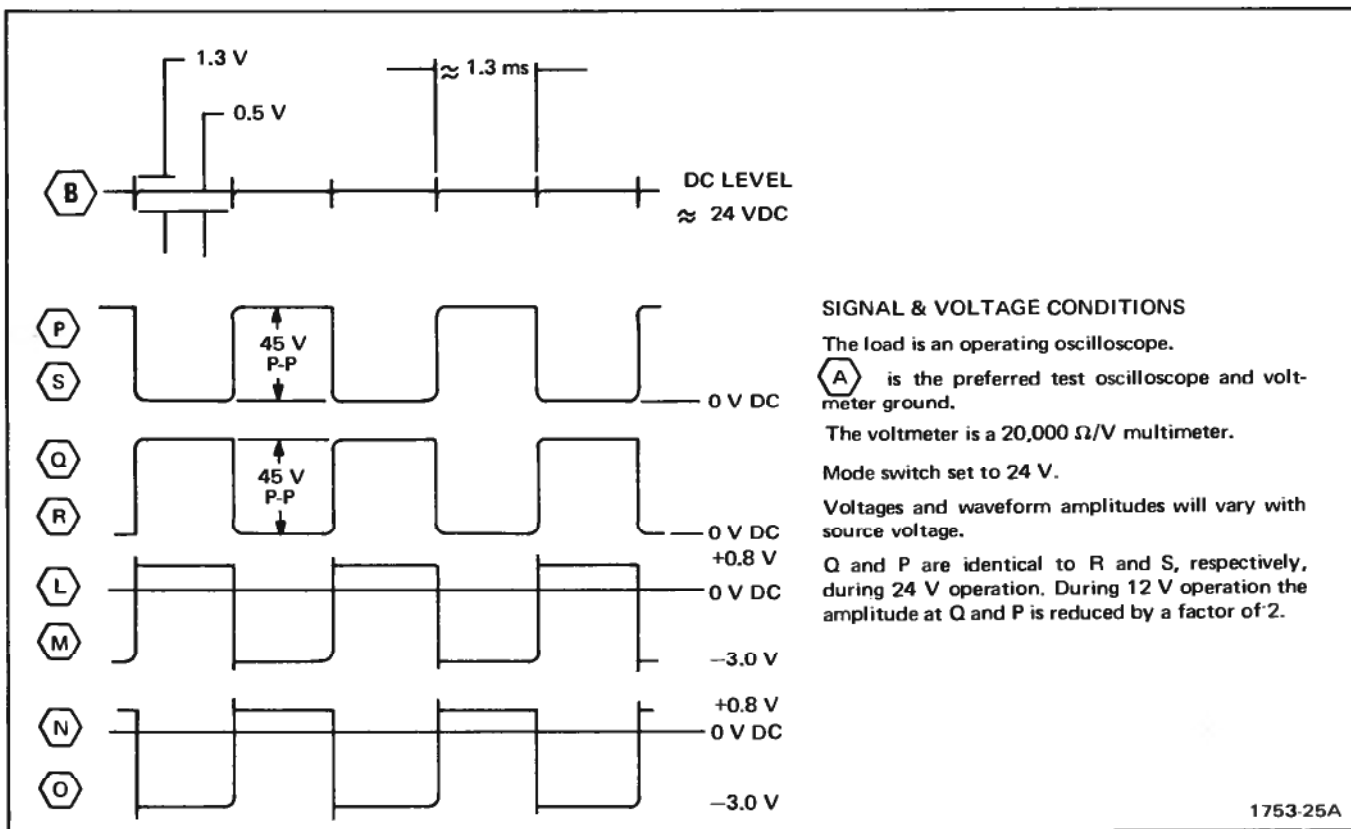 1.3 V
≈ 1.3 ms
0.5 V
B
DC LEVEL
≈ 24 VDC
P
45 V
P-P
S
0 V DC
Q
45 V
P-P
R
0 V DC
+0.8 V
L
0 V DC
M
−3.0 V
+0.8 V
N
0 V DC
O
−3.0 V
SIGNAL & VOLTAGE CONDITIONS
The load is an operating oscilloscope.
A is the preferred test oscilloscope and volt-
meter ground.
The voltmeter is a 20,000 Ω/V multimeter.
Mode switch set to 24 V.
Voltages and waveform amplitudes will vary with
source voltage.
Q and P are identical to R and S, respectively,
during 24 V operation. During 12 V operation the
amplitude at Q and P is reduced by a factor of 2.
1753-25A